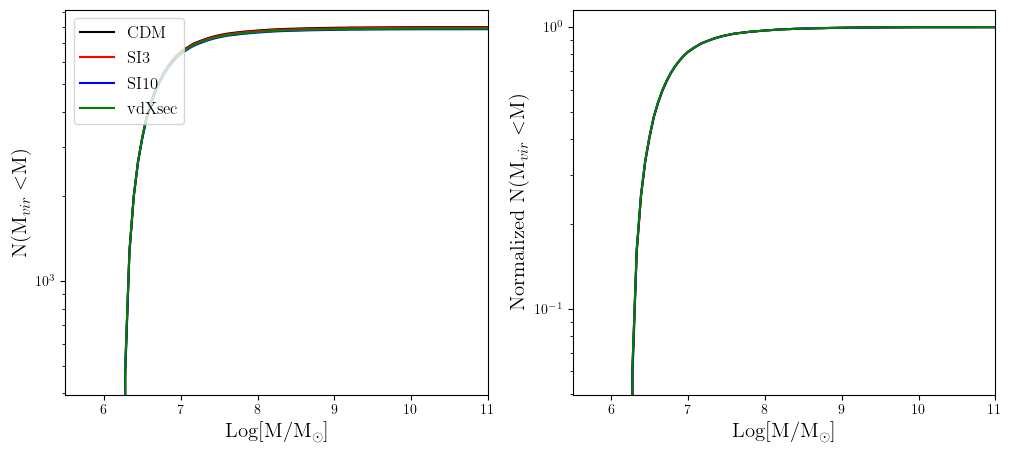 CDM
SI3
SI10
vdXsec
N(M$_{vir}$ <M)
10$^3$
6 7 8 9 10 11
Log[M/M$_\odot$]
Normalized N(M$_{vir}$ <M)
10$^0$
10$^{-1}$
6 7 8 9 10 11
Log[M/M$_\odot$]